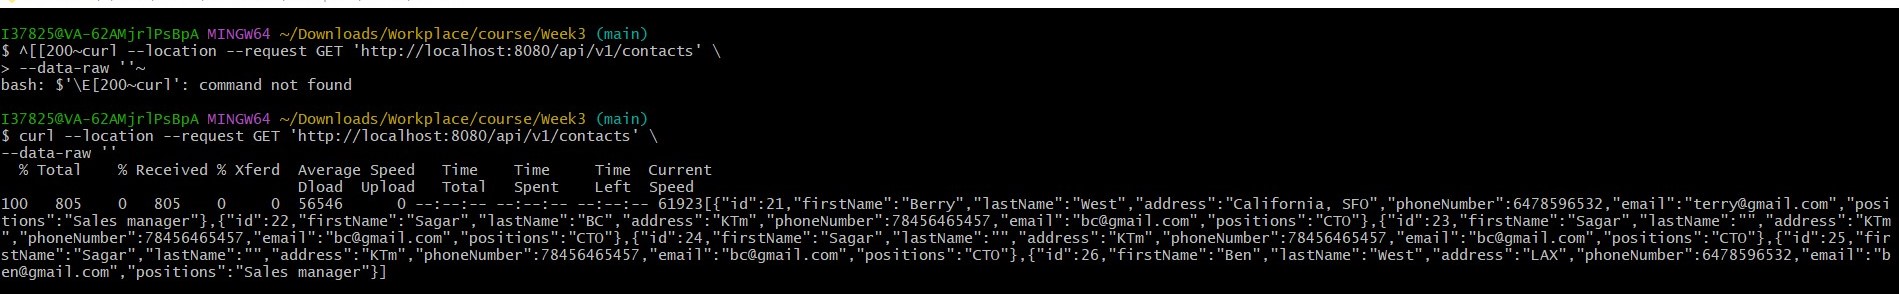 I37825@VA-62AMjrlPsBpA MINGW64 ~/Downloads/Workplace/course/Week3 (main)
$ ^[[200~curl --location --request GET 'http://localhost:8080/api/v1/contacts' \
> --data-raw ''~
bash: $'\E[200~curl': command not found
I37825@VA-62AMjrlPsBpA MINGW64 ~/Downloads/Workplace/course/Week3 (main)
$ curl --location --request GET 'http://localhost:8080/api/v1/contacts' \
--data-raw ''
% Total % Received % Xferd Average Speed Time Time Time Current
Dload Upload Total Spent Left Speed
100 805 0 805 0 0 56546 0 --:--:-- --:--:-- --:--:-- 61923[{"id":21,"firstName":"Berry","lastName":"West","address":"California, SFO","phoneNumber":6478596532,"email":"terry@gmail.com","posi
tions":"Sales manager"},{"id":22,"firstName":"Sagar","lastName":"BC","address":"KTm","phoneNumber":78456465457,"email":"bc@gmail.com","positions":"CTO"},{"id":23,"firstName":"Sagar","lastName":"","address":"KTm
","phoneNumber":78456465457,"email":"bc@gmail.com","positions":"CTO"},{"id":24,"firstName":"Sagar","lastName":"","address":"KTm","phoneNumber":78456465457,"email":"bc@gmail.com","positions":"CTO"},{"id":25,"fir
stName":"Sagar","lastName":"","address":"KTm","phoneNumber":78456465457,"email":"bc@gmail.com","positions":"CTO"},{"id":26,"firstName":"Ben","lastName":"West","address":"LAX","phoneNumber":6478596532,"email":"b
en@gmail.com","positions":"Sales manager"}]